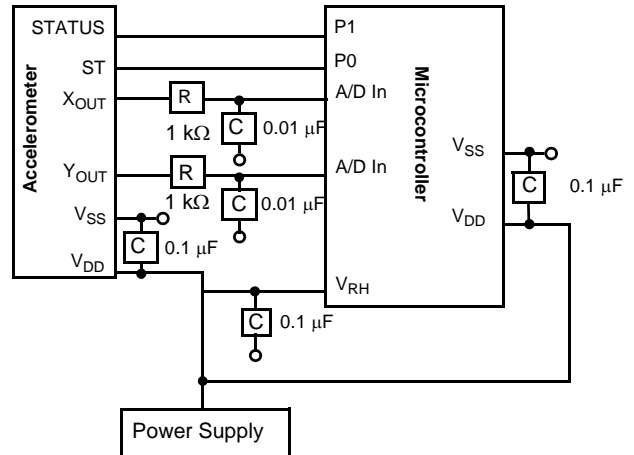 Accelerometer
STATUS
ST
XOUT
YOUT
VSS
VDD
R
1 kΩ
C
0.01 μF
R
1 kΩ
C
0.01 μF
C
0.1 μF
C
0.1 μF
Microcontroller
P1
P0
A/D In
A/D In
VRH
VSS
VDD
C
0.1 μF
Power Supply